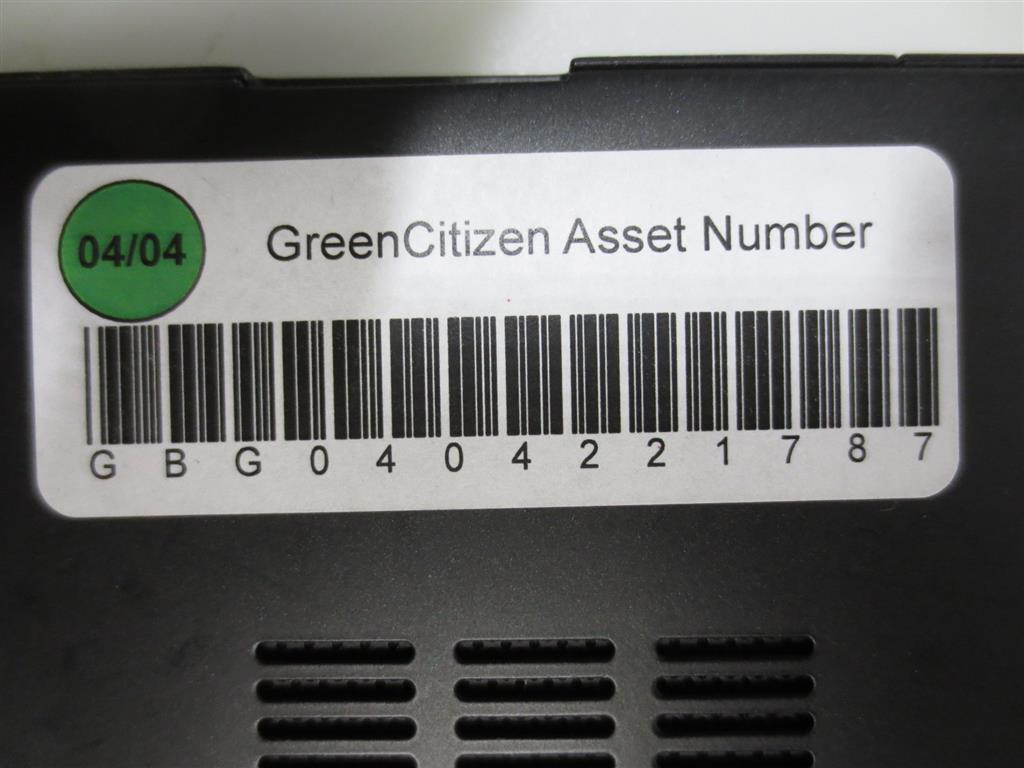 04/04
GreenCitizen Asset Number
G B G 0 4 0 4 2 2 1 7 8 7